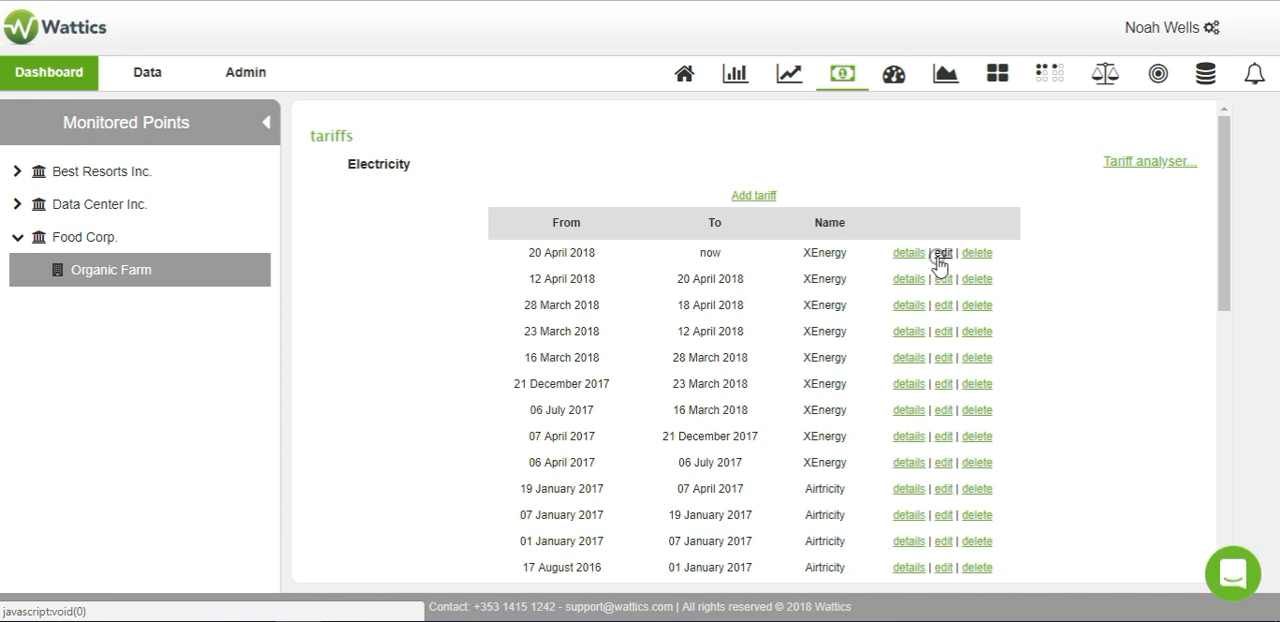 Wattics
Noah Wells
Dashboard Data Admin
Monitored Points
Best Resorts Inc.
Data Center Inc.
Food Corp.
Organic Farm
tariffs
Electricity
Tariff analyser...
Add tariff
From To Name
20 April 2018 now XEnergy details | edit | delete
12 April 2018 20 April 2018 XEnergy details | edit | delete
28 March 2018 18 April 2018 XEnergy details | edit | delete
23 March 2018 12 April 2018 XEnergy details | edit | delete
16 March 2018 28 March 2018 XEnergy details | edit | delete
21 December 2017 23 March 2018 XEnergy details | edit | delete
06 July 2017 16 March 2018 XEnergy details | edit | delete
07 April 2017 21 December 2017 XEnergy details | edit | delete
06 April 2017 06 July 2017 XEnergy details | edit | delete
19 January 2017 07 April 2017 Airtricity details | edit | delete
07 January 2017 19 January 2017 Airtricity details | edit | delete
01 January 2017 07 January 2017 Airtricity details | edit | delete
17 August 2016 01 January 2017 Airtricity details | edit | delete
javascript:void(0)
Contact: +353 1415 1242 - support@wattics.com | All rights reserved © 2018 Wattics